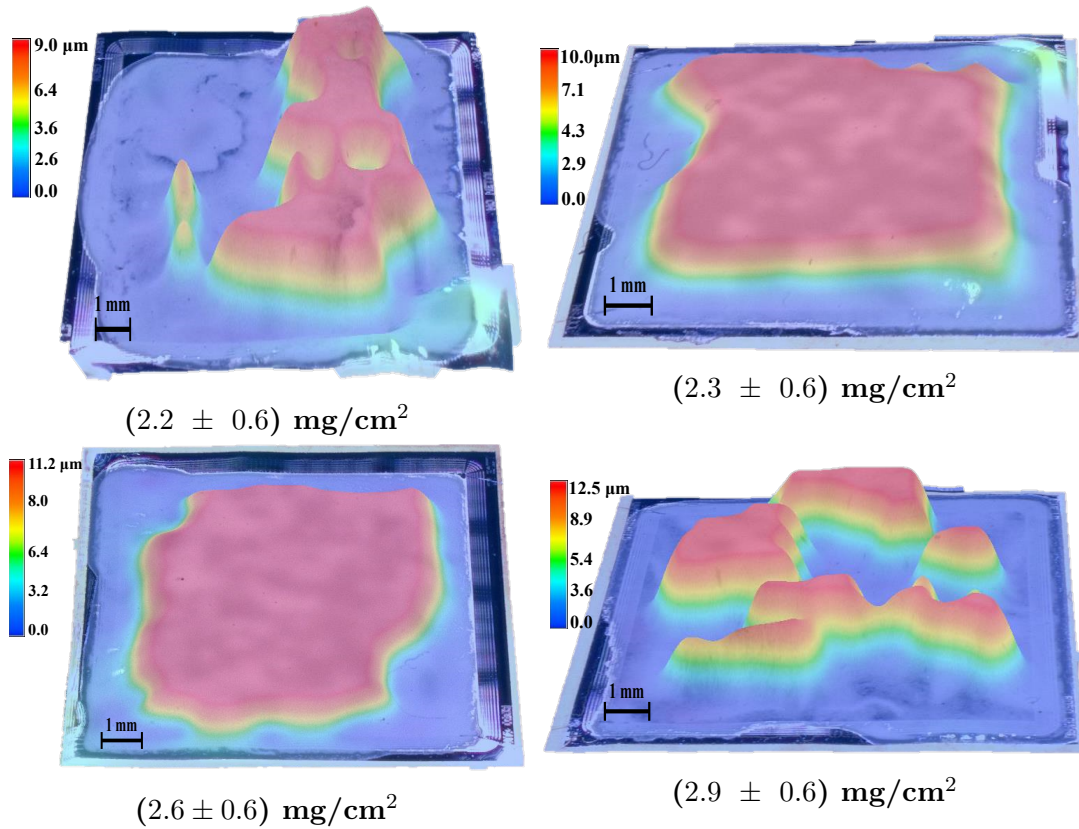 9.0 µm
6.4
3.6
2.6
0.0
1 mm
(2.2 ± 0.6) mg/cm²
10.0µm
7.1
4.3
2.9
0.0
1 mm
(2.3 ± 0.6) mg/cm²
11.2 µm
8.0
6.4
3.2
0.0
1 mm
(2.6 ± 0.6) mg/cm²
12.5 µm
8.9
5.4
3.6
0.0
1 mm
(2.9 ± 0.6) mg/cm²